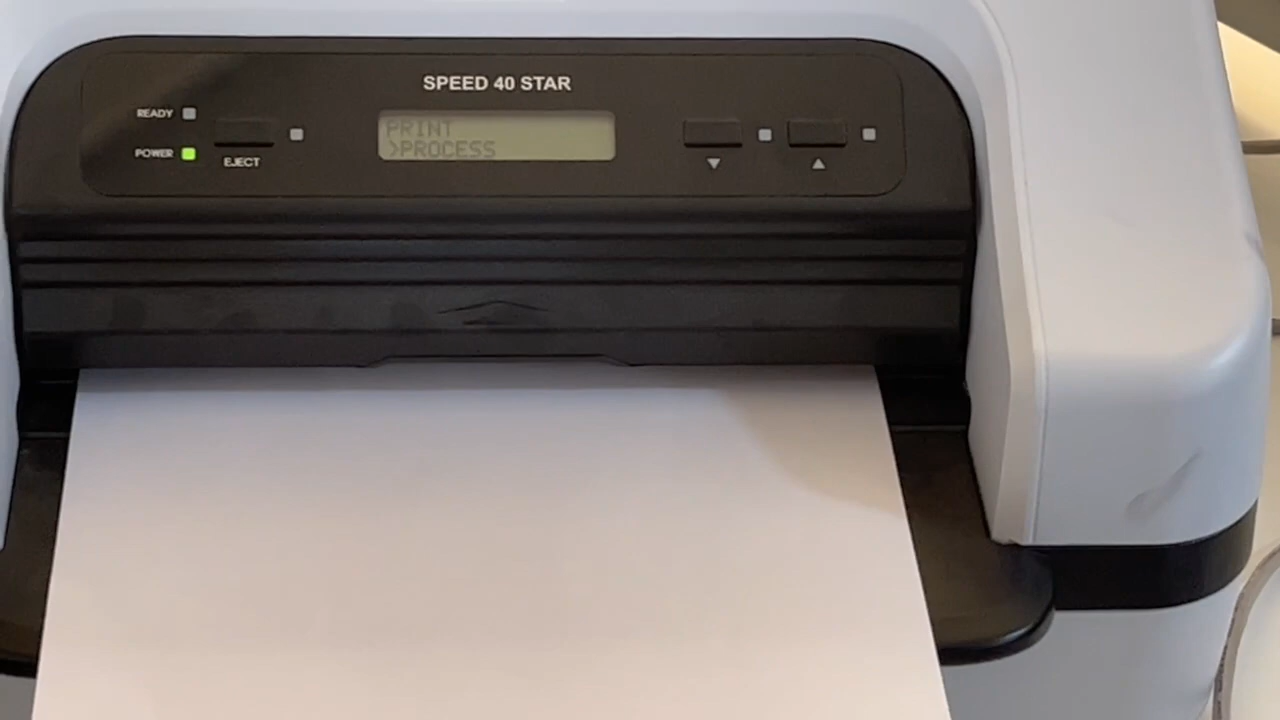 SPEED 40 STAR
READY
POWER
EJECT
PRINT
>PROCESS